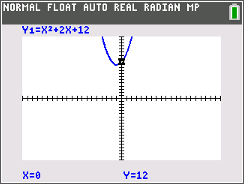 NORMAL FLOAT AUTO REAL RADIAN MP
Y₁=X²+2X+12
X=0 Y=12